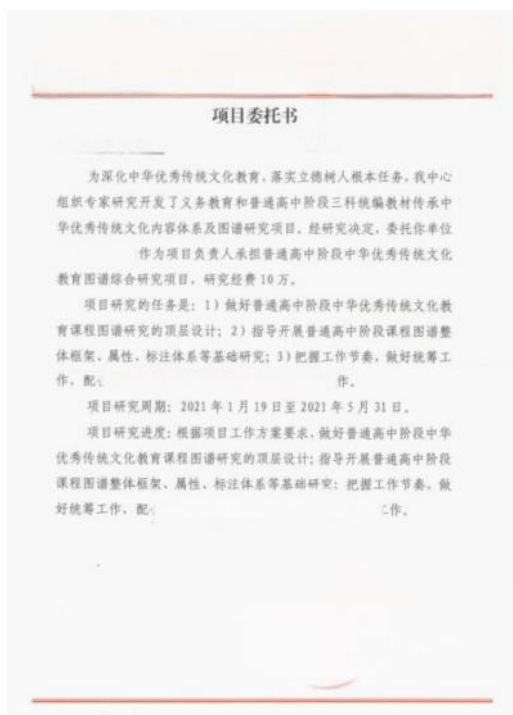 项目委托书
为深化中华优秀传统文化教育，落实立德树人根本任务，我中心
组织专家研究开发了义务教育和普通高中阶段三科统编教材传承中
华优秀传统文化内容体系及图谱研究项目。经研究决定，委托你单位
作为项目负责人承担普通高中阶段中华优秀传统文化
教育图谱综合研究项目，研究经费10万。
项目研究的任务是：1）做好普通高中阶段中华优秀传统文化教
育课程图谱研究的顶层设计；2）指导开展普通高中阶段课程图谱整
体框架、属性、标注体系等基础研究；3）把握工作节奏，做好统筹工
作，配 作。
项目研究周期：2021年1月19日至2021年5月31日。
项目研究进度：根据项目工作方案要求，做好普通高中阶段中华
优秀传统文化教育课程图谱研究的顶层设计；指导开展普通高中阶段
课程图谱整体框架、属性、标注体系等基础研究；把握工作节奏，做
好统筹工作，配 工作。